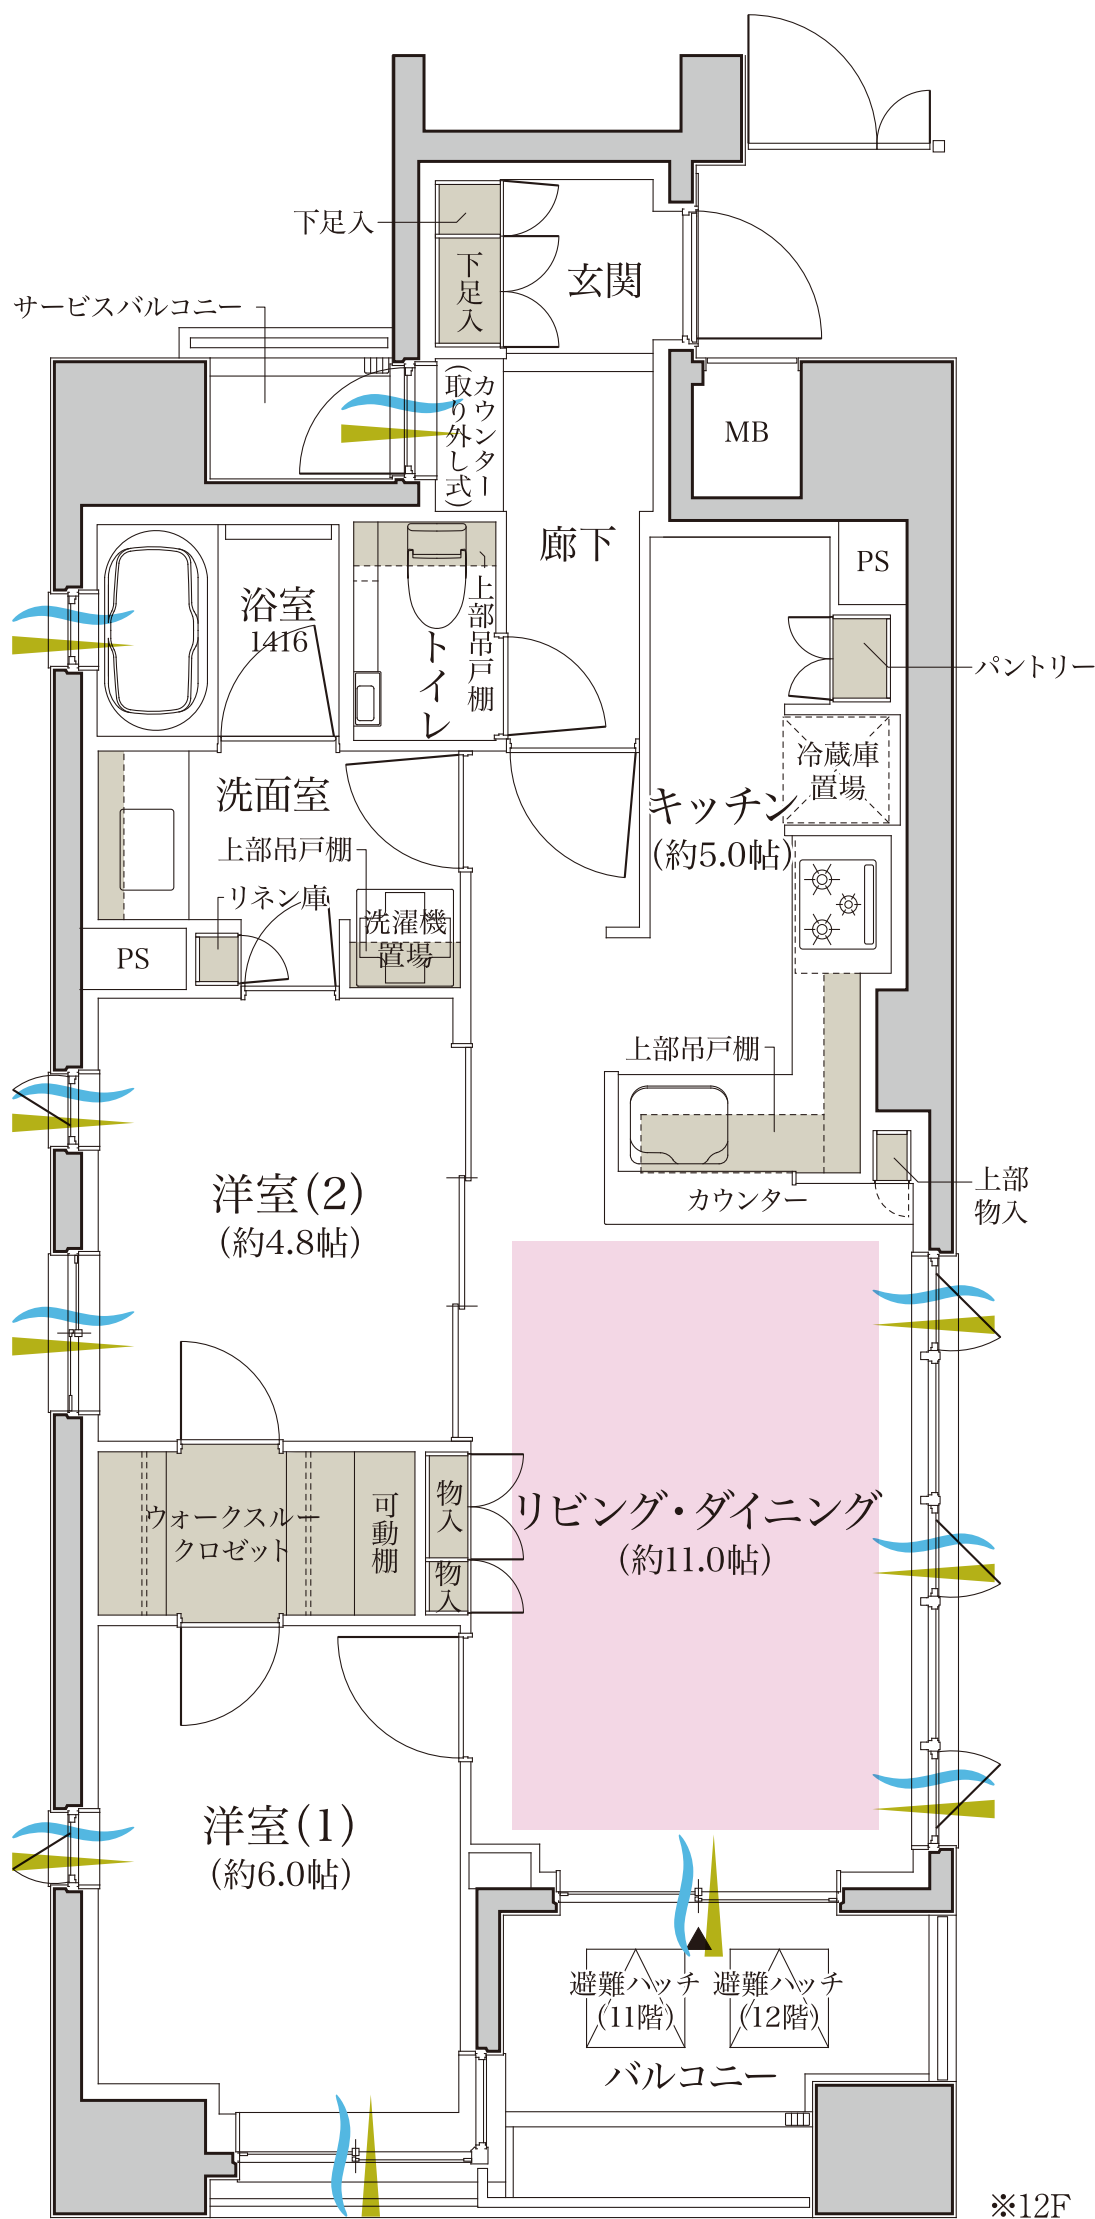 下足入
下足入
玄関
サービスバルコニー
カウンター
(取り外し式)
MB
廊下
PS
浴室
1416
上部吊戸棚
トイレ
パントリー
冷蔵庫
置場
洗面室
キッチン
(約5.0帖)
上部吊戸棚
リネン庫
洗濯機
置場
PS
上部吊戸棚
洋室(2)
(約4.8帖)
カウンター
上部
物入
物入
可動棚
ウォークスルー
クロゼット
リビング・ダイニング
(約11.0帖)
物入
洋室(1)
(約6.0帖)
避難ハッチ
(11階)
避難ハッチ
(12階)
バルコニー
※12F